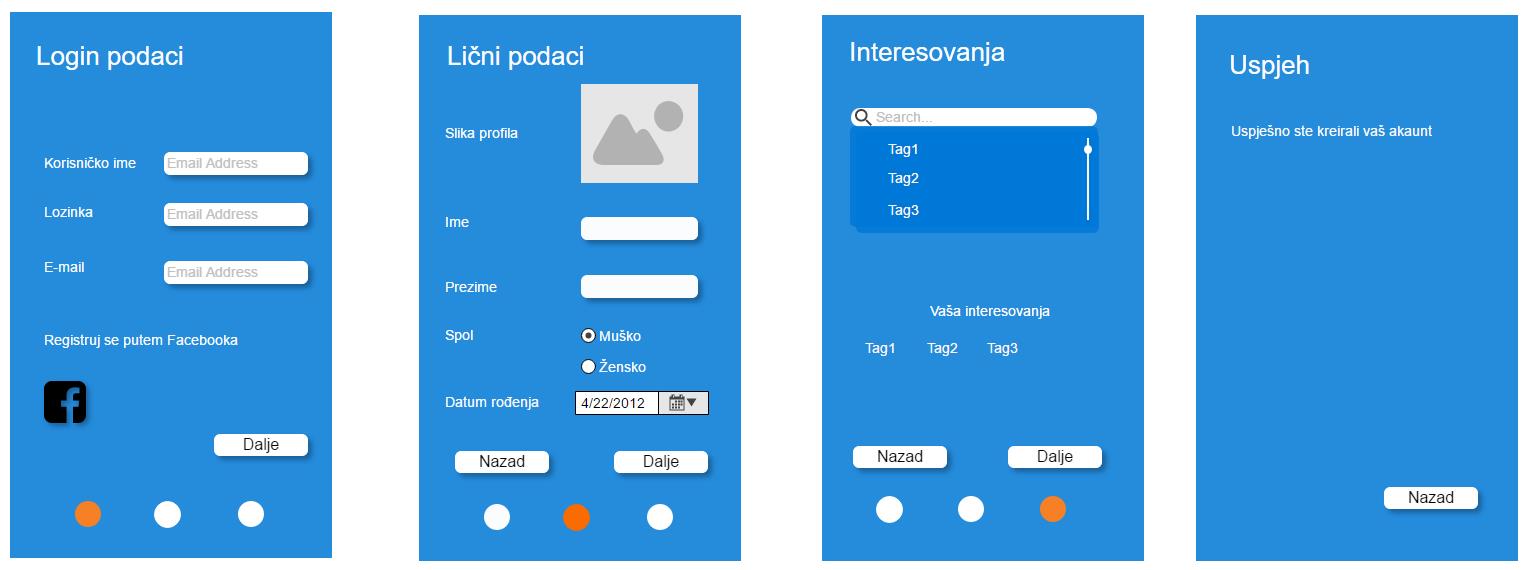 Login podaci
Korisničko ime
Email Address
Lozinka
Email Address
E-mail
Email Address
Registruj se putem Facebooka
Dalje
Lični podaci
Slika profila
Ime
Prezime
Spol
Muško
Žensko
Datum rođenja
4/22/2012
Nazad
Dalje
Interesovanja
Search...
Tag1
Tag2
Tag3
Vaša interesovanja
Tag1 Tag2 Tag3
Nazad
Dalje
Uspjeh
Uspješno ste kreirali vaš akaunt
Nazad